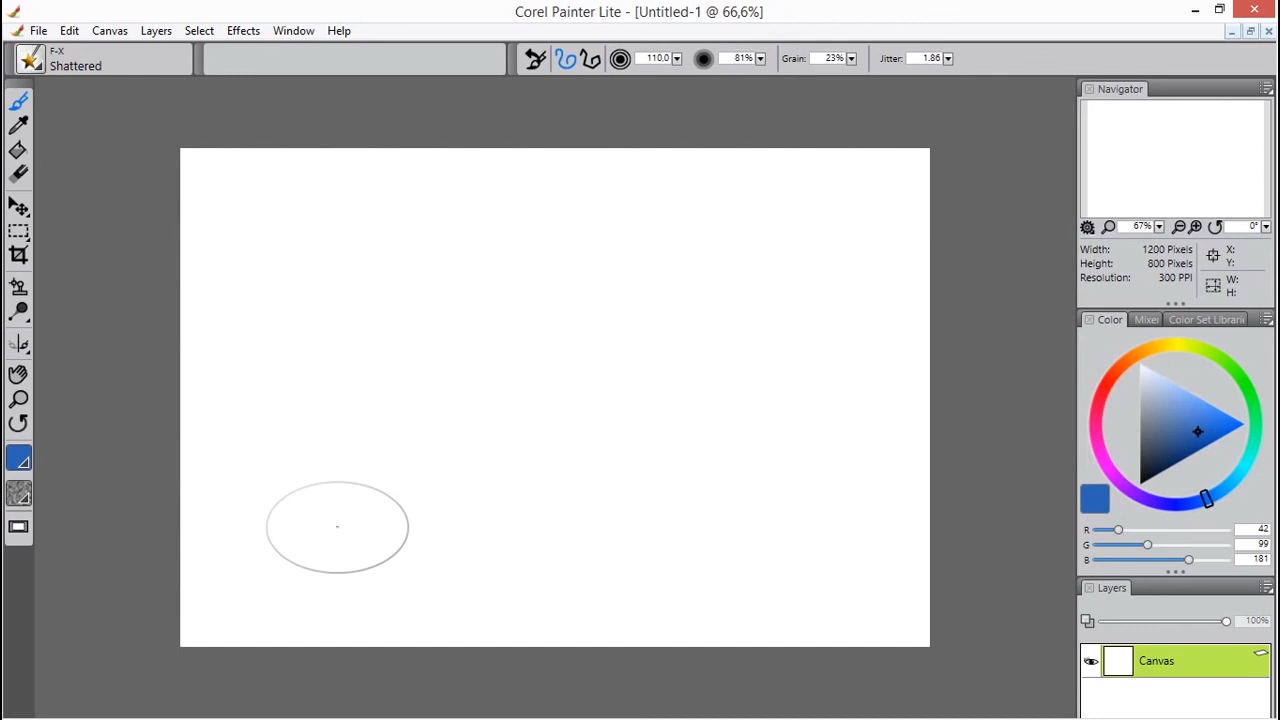 Corel Painter Lite - [Untitled-1 @ 66,6%]
File Edit Canvas Layers Select Effects Window Help
F-X
Shattered
110,0 81% Grain: 23% Jitter: 1.86
Navigator
67% 0°
Width: 1200 Pixels X:
Height: 800 Pixels Y:
Resolution: 300 PPI W:
H:
Color Mixer Color Set Librari
R 42
G 99
B 181
Layers
100%
Canvas